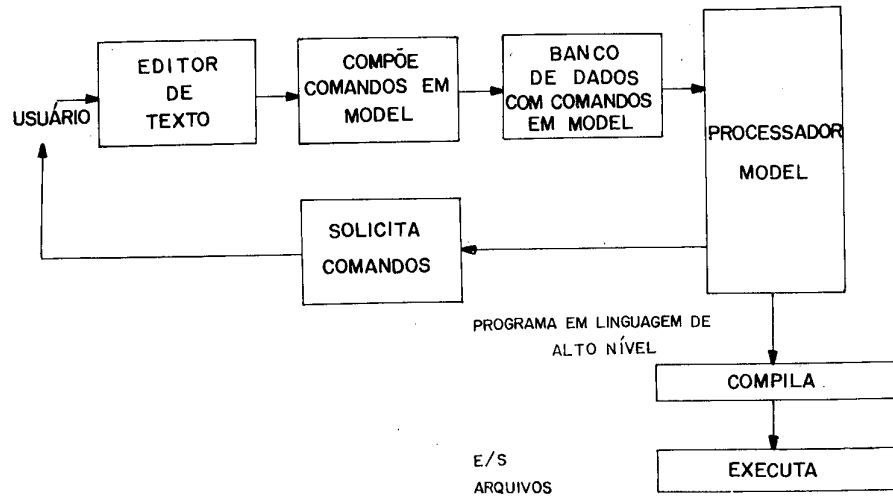 USUÁRIO
EDITOR
DE
TEXTO
COMPÕE
COMANDOS EM
MODEL
BANCO
DE DADOS
COM COMANDOS
EM MODEL
PROCESSADOR
MODEL
SOLICITA
COMANDOS
PROGRAMA EM LINGUAGEM DE
ALTO NÍVEL
COMPILA
E/S
ARQUIVOS
EXECUTA